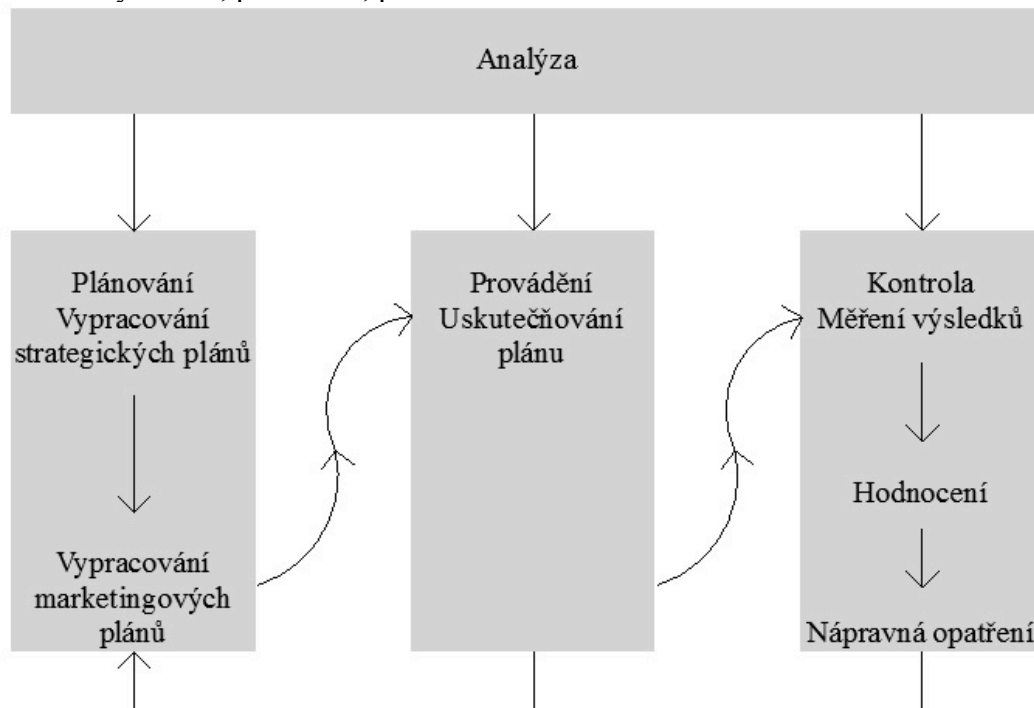 Analýza
Plánování
Vypracování
strategických plánů
Vypracování
marketingových
plánů
Provádění
Uskutečňování
plánu
Kontrola
Měření výsledků
Hodnocení
Nápravná opatření